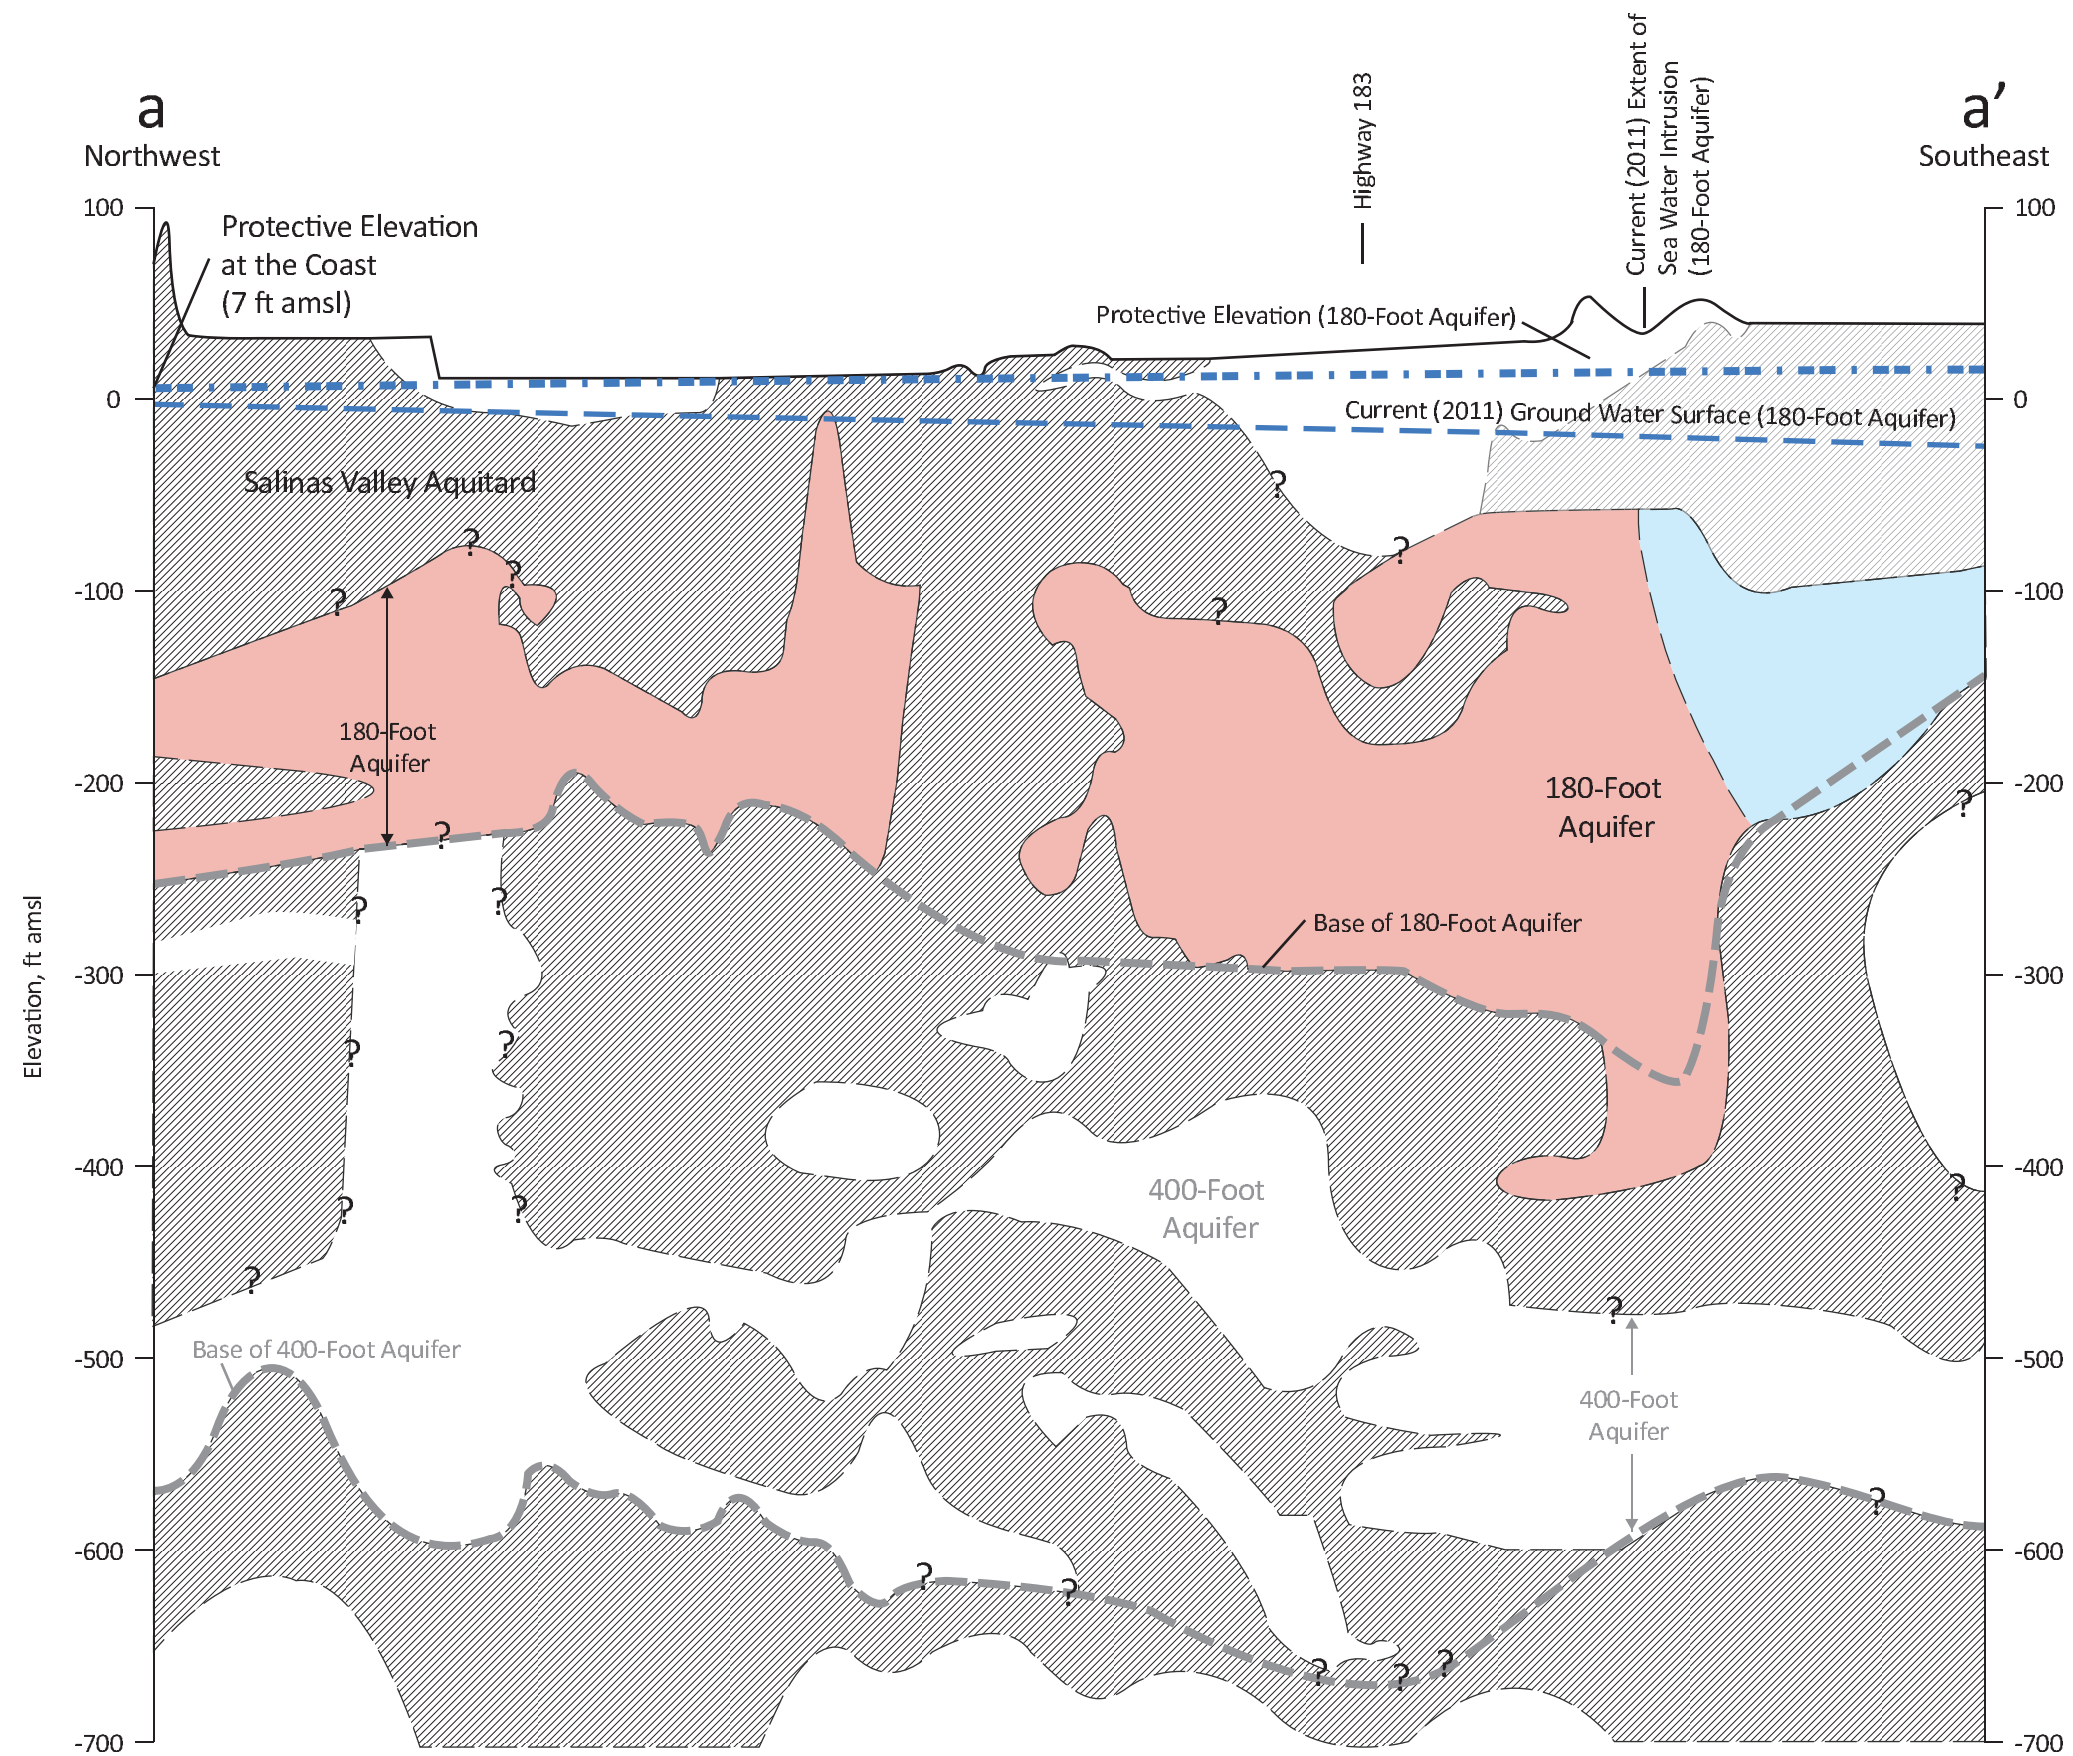 a
Northwest
a’
Southeast
Highway 183
Current (2011) Extent of
Sea Water Intrusion
(180-Foot Aquifer)
100
0
-100
-200
-300
-400
-500
-600
-700
Elevation, ft amsl
100
0
-100
-200
-300
-400
-500
-600
-700
Protective Elevation
at the Coast
(7 ft amsl)
Protective Elevation (180-Foot Aquifer)
Current (2011) Ground Water Surface (180-Foot Aquifer)
Salinas Valley Aquitard
?
?
?
?
?
?
180-Foot
Aquifer
180-Foot
Aquifer
?
?
?
?
Base of 180-Foot Aquifer
?
?
?
?
?
?
400-Foot
Aquifer
?
?
Base of 400-Foot Aquifer
400-Foot
Aquifer
?
?
?
?
?
?